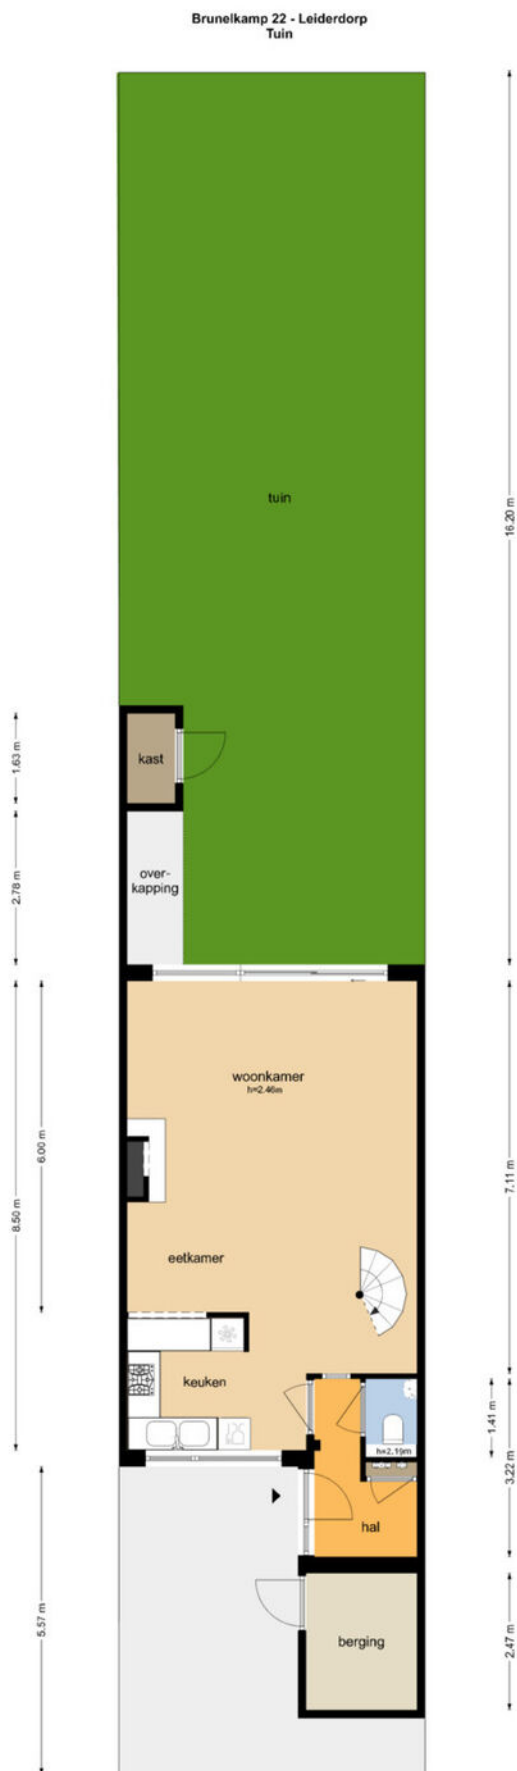 Brunelkamp 22 - Leiderdorp
Tuin
tuin
16.20 m
kast
1.63 m
over-
kapping
2.78 m
woonkamer
h=2.46m
6.00 m
8.50 m
7.11 m
eetkamer
keuken
h=2.19m
1.41 m
3.22 m
hal
berging
5.57 m
2.47 m